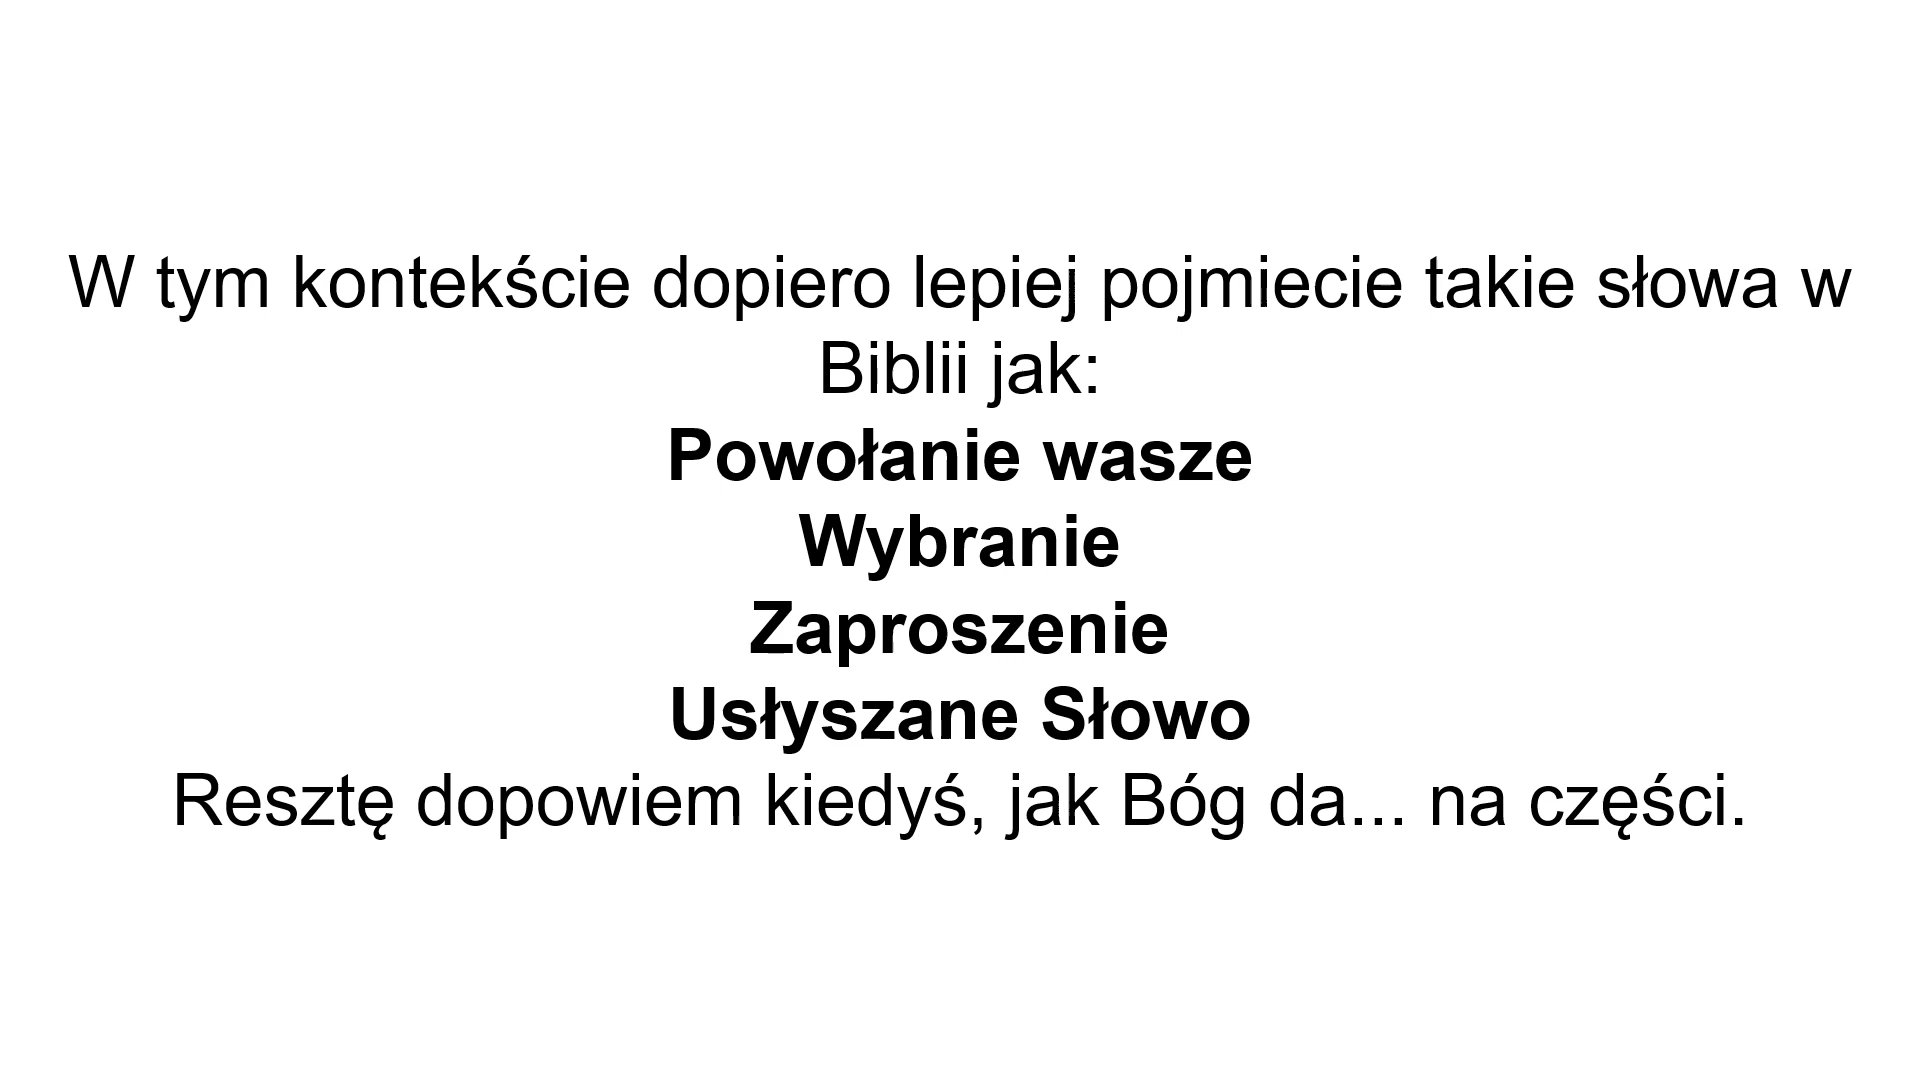 W tym kontekście dopiero lepiej pojmiecie takie słowa w
Biblii jak:
Powołanie wasze
Wybranie
Zaproszenie
Usłyszane Słowo
Resztę dopowiem kiedyś, jak Bóg da... na części.